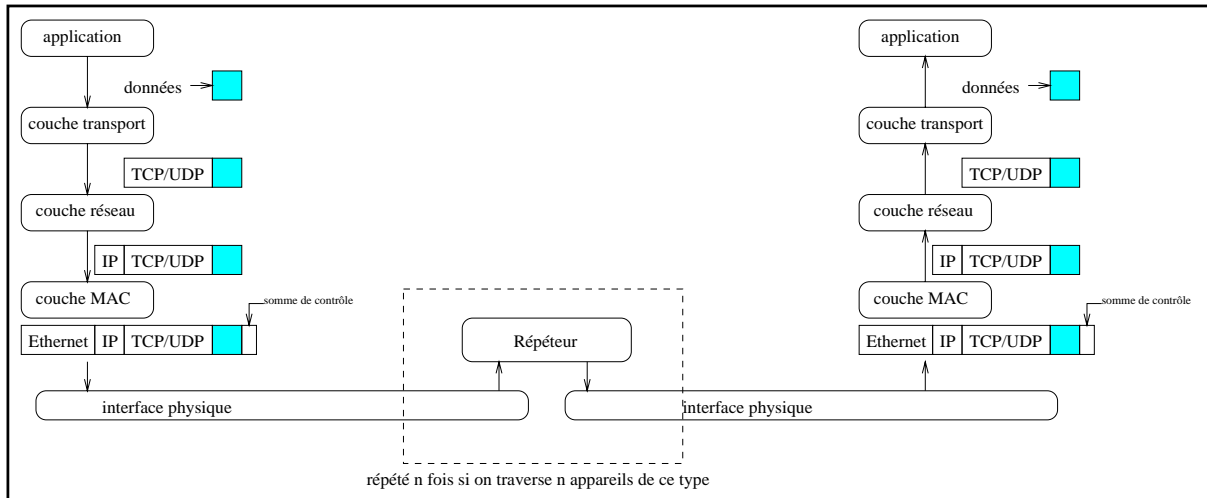 application
application
données
données
couche transport
couche transport
TCP/UDP
TCP/UDP
couche réseau
couche réseau
IP TCP/UDP
IP TCP/UDP
couche MAC
somme de contrôle
couche MAC
somme de contrôle
Ethernet IP TCP/UDP
Répéteur
Ethernet IP TCP/UDP
interface physique
interface physique
répété n fois si on traverse n appareils de ce type